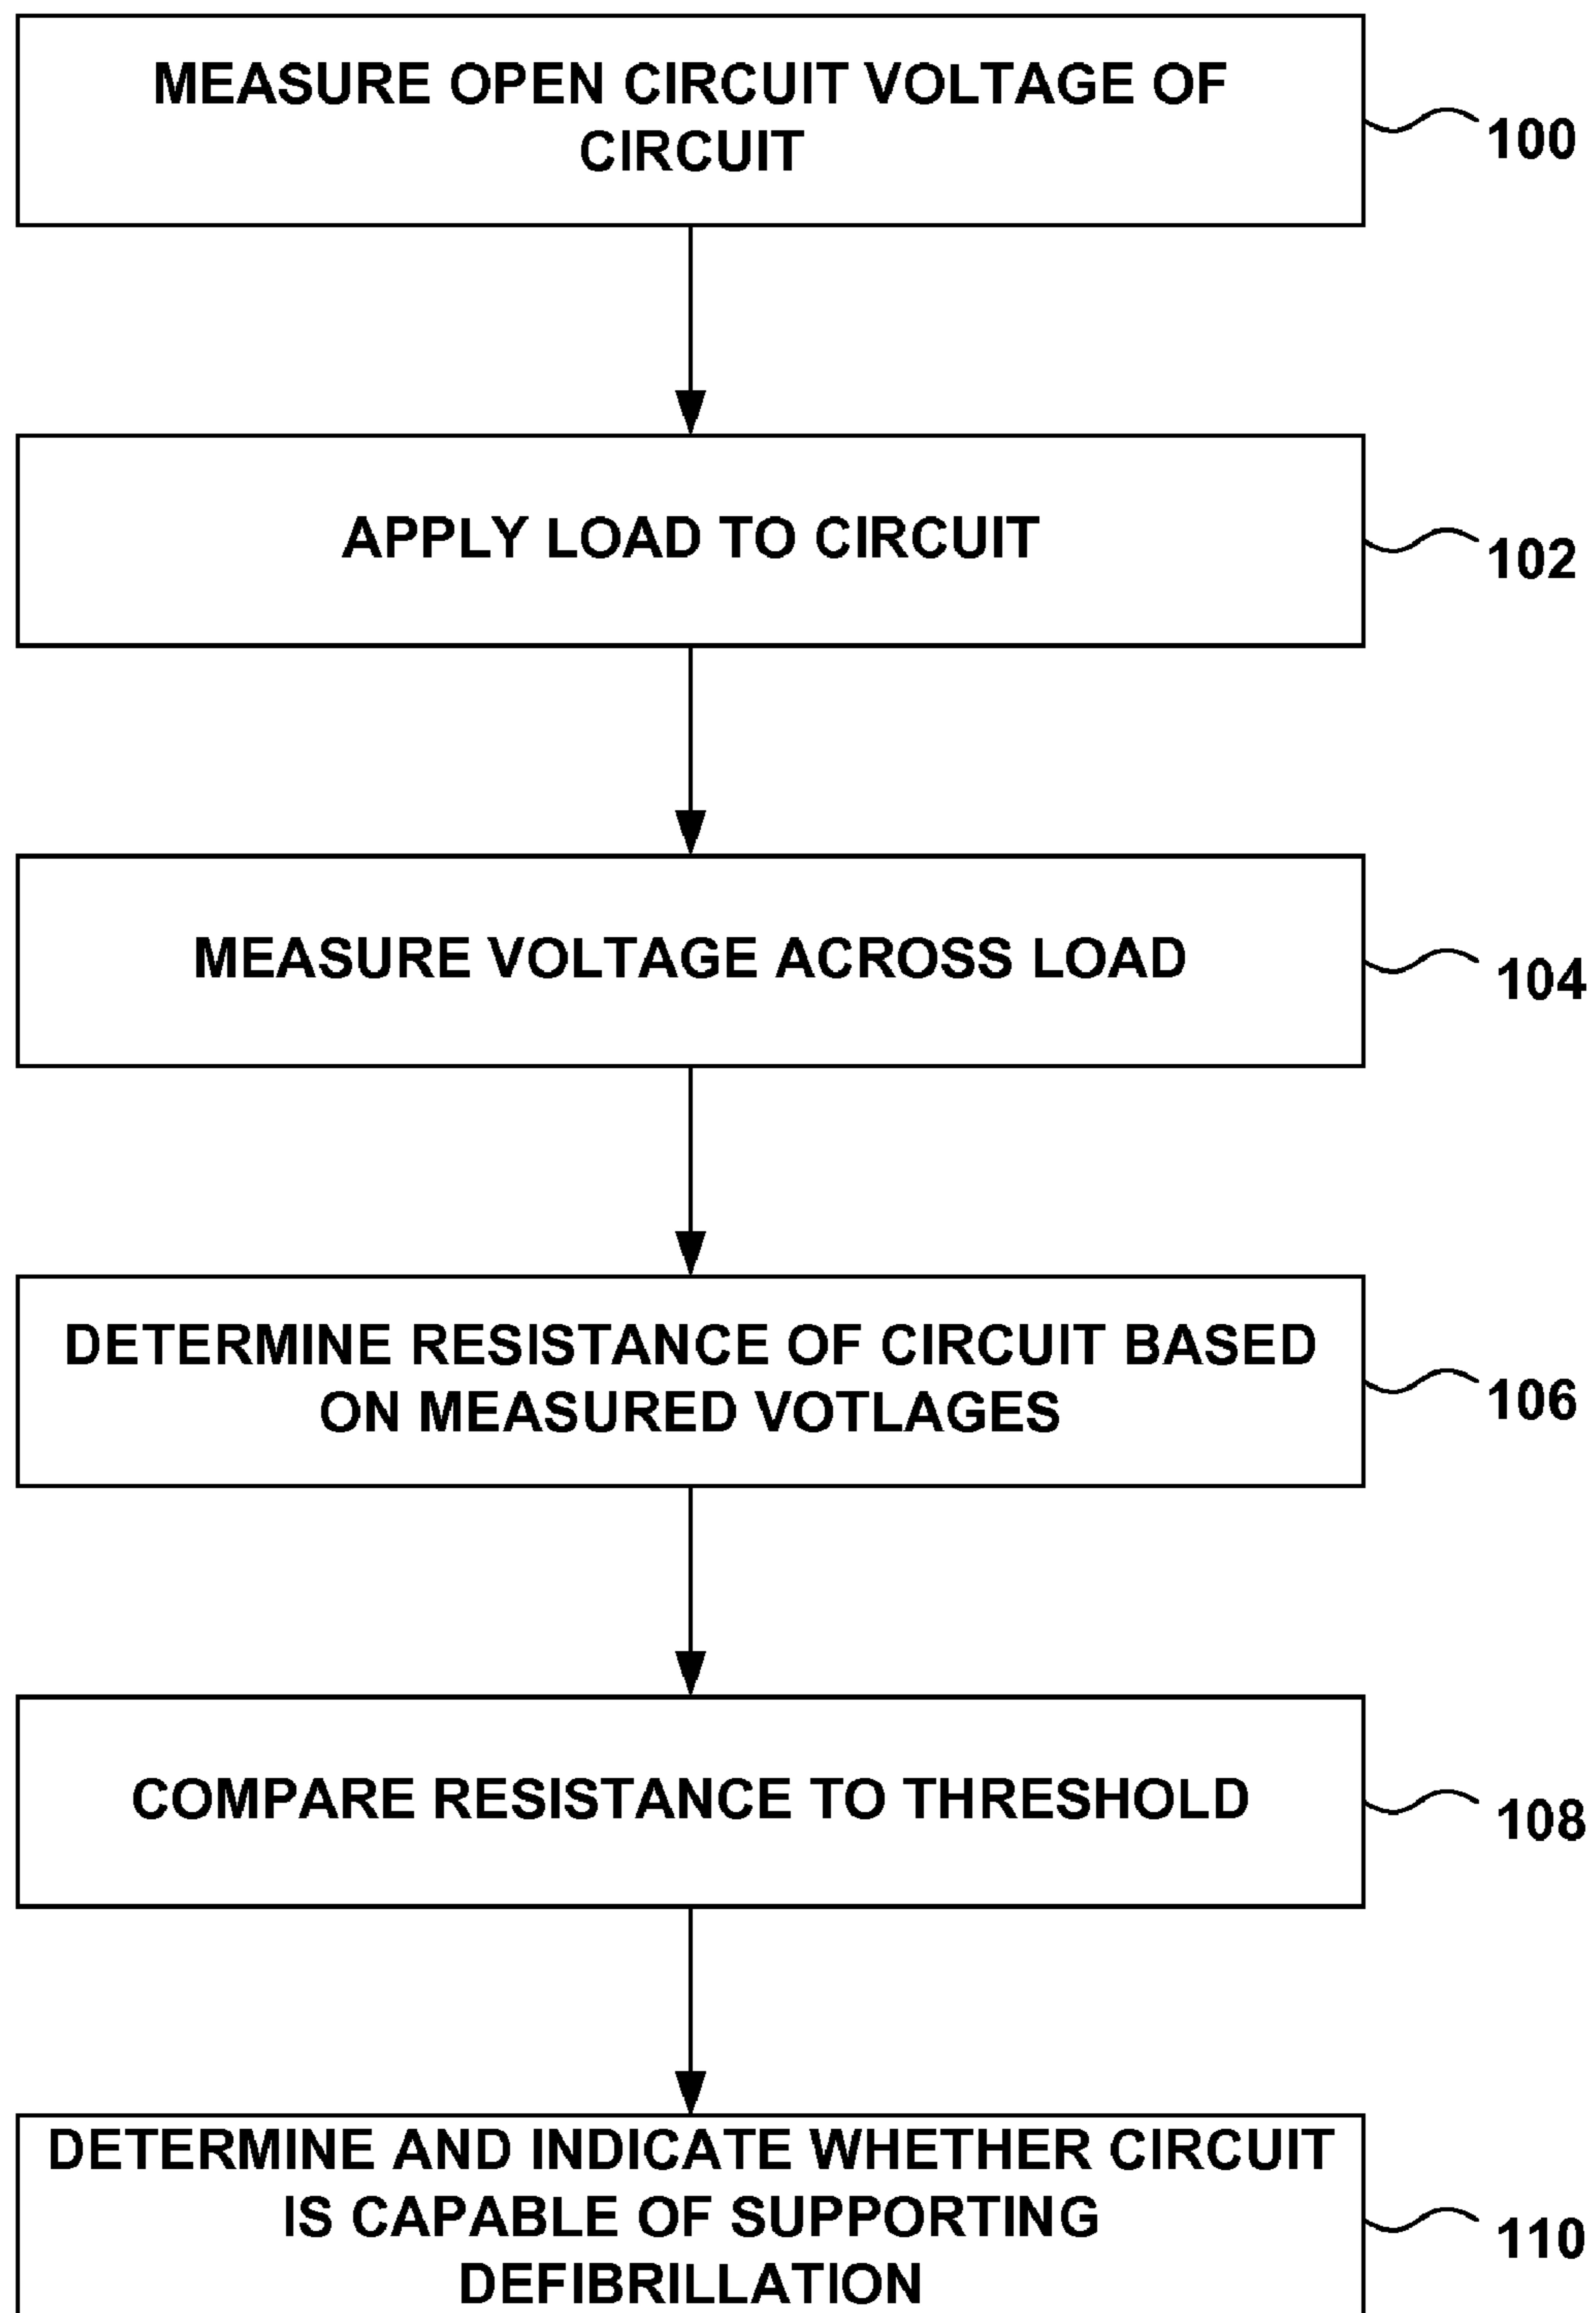 MEASURE OPEN CIRCUIT VOLTAGE OF
CIRCUIT
100
APPLY LOAD TO CIRCUIT
102
MEASURE VOLTAGE ACROSS LOAD
104
DETERMINE RESISTANCE OF CIRCUIT BASED
ON MEASURED VOTLAGES
106
COMPARE RESISTANCE TO THRESHOLD
108
DETERMINE AND INDICATE WHETHER CIRCUIT
IS CAPABLE OF SUPPORTING
DEFIBRILLATION
110